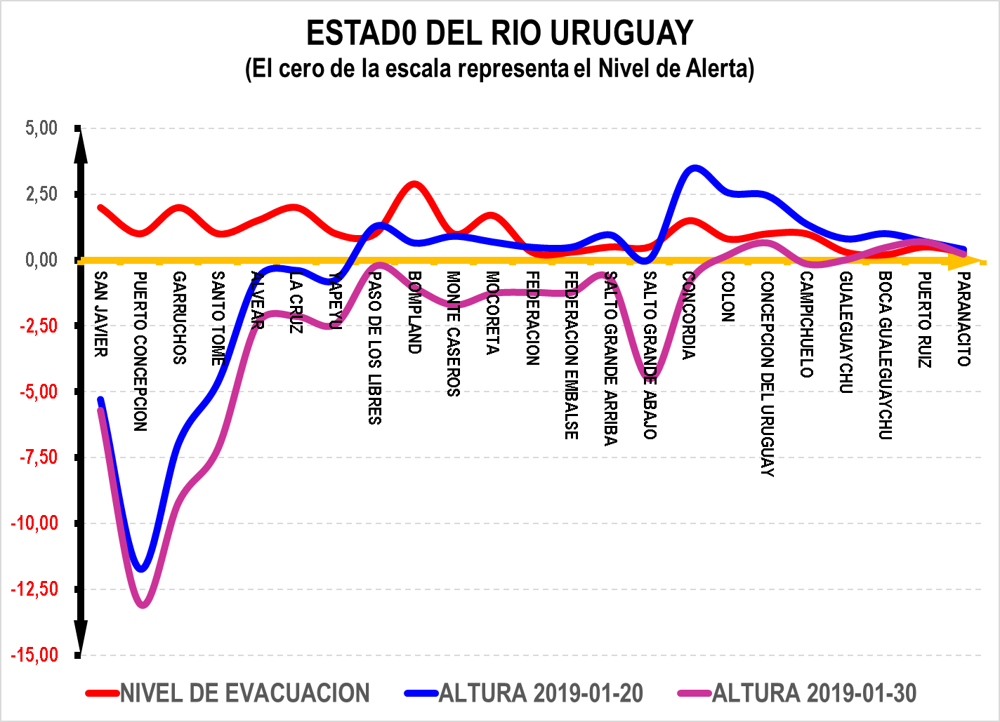 ESTAD0 DEL RIO URUGUAY
(El cero de la escala representa el Nivel de Alerta)
5,00
2,50
0,00
-2,50
-5,00
-7,50
-10,00
-12,50
-15,00
SAN JAVIER
PUERTO CONCEPCION
GARRUCHOS
SANTO TOME
ALVEAR
LA CRUZ
YAPEYU
PASO DE LOS LIBRES
BOMPLAND
MONTE CASEROS
MOCORETA
FEDERACION
FEDERACION EMBALSE
SALTO GRANDE ARRIBA
SALTO GRANDE ABAJO
CONCORDIA
COLON
CONCEPCION DEL URUGUAY
CAMPICHUELO
GUALEGUAYCHU
BOCA GUALEGUAYCHU
PUERTO RUIZ
PARANACITO
NIVEL DE EVACUACION
ALTURA 2019-01-20
ALTURA 2019-01-30